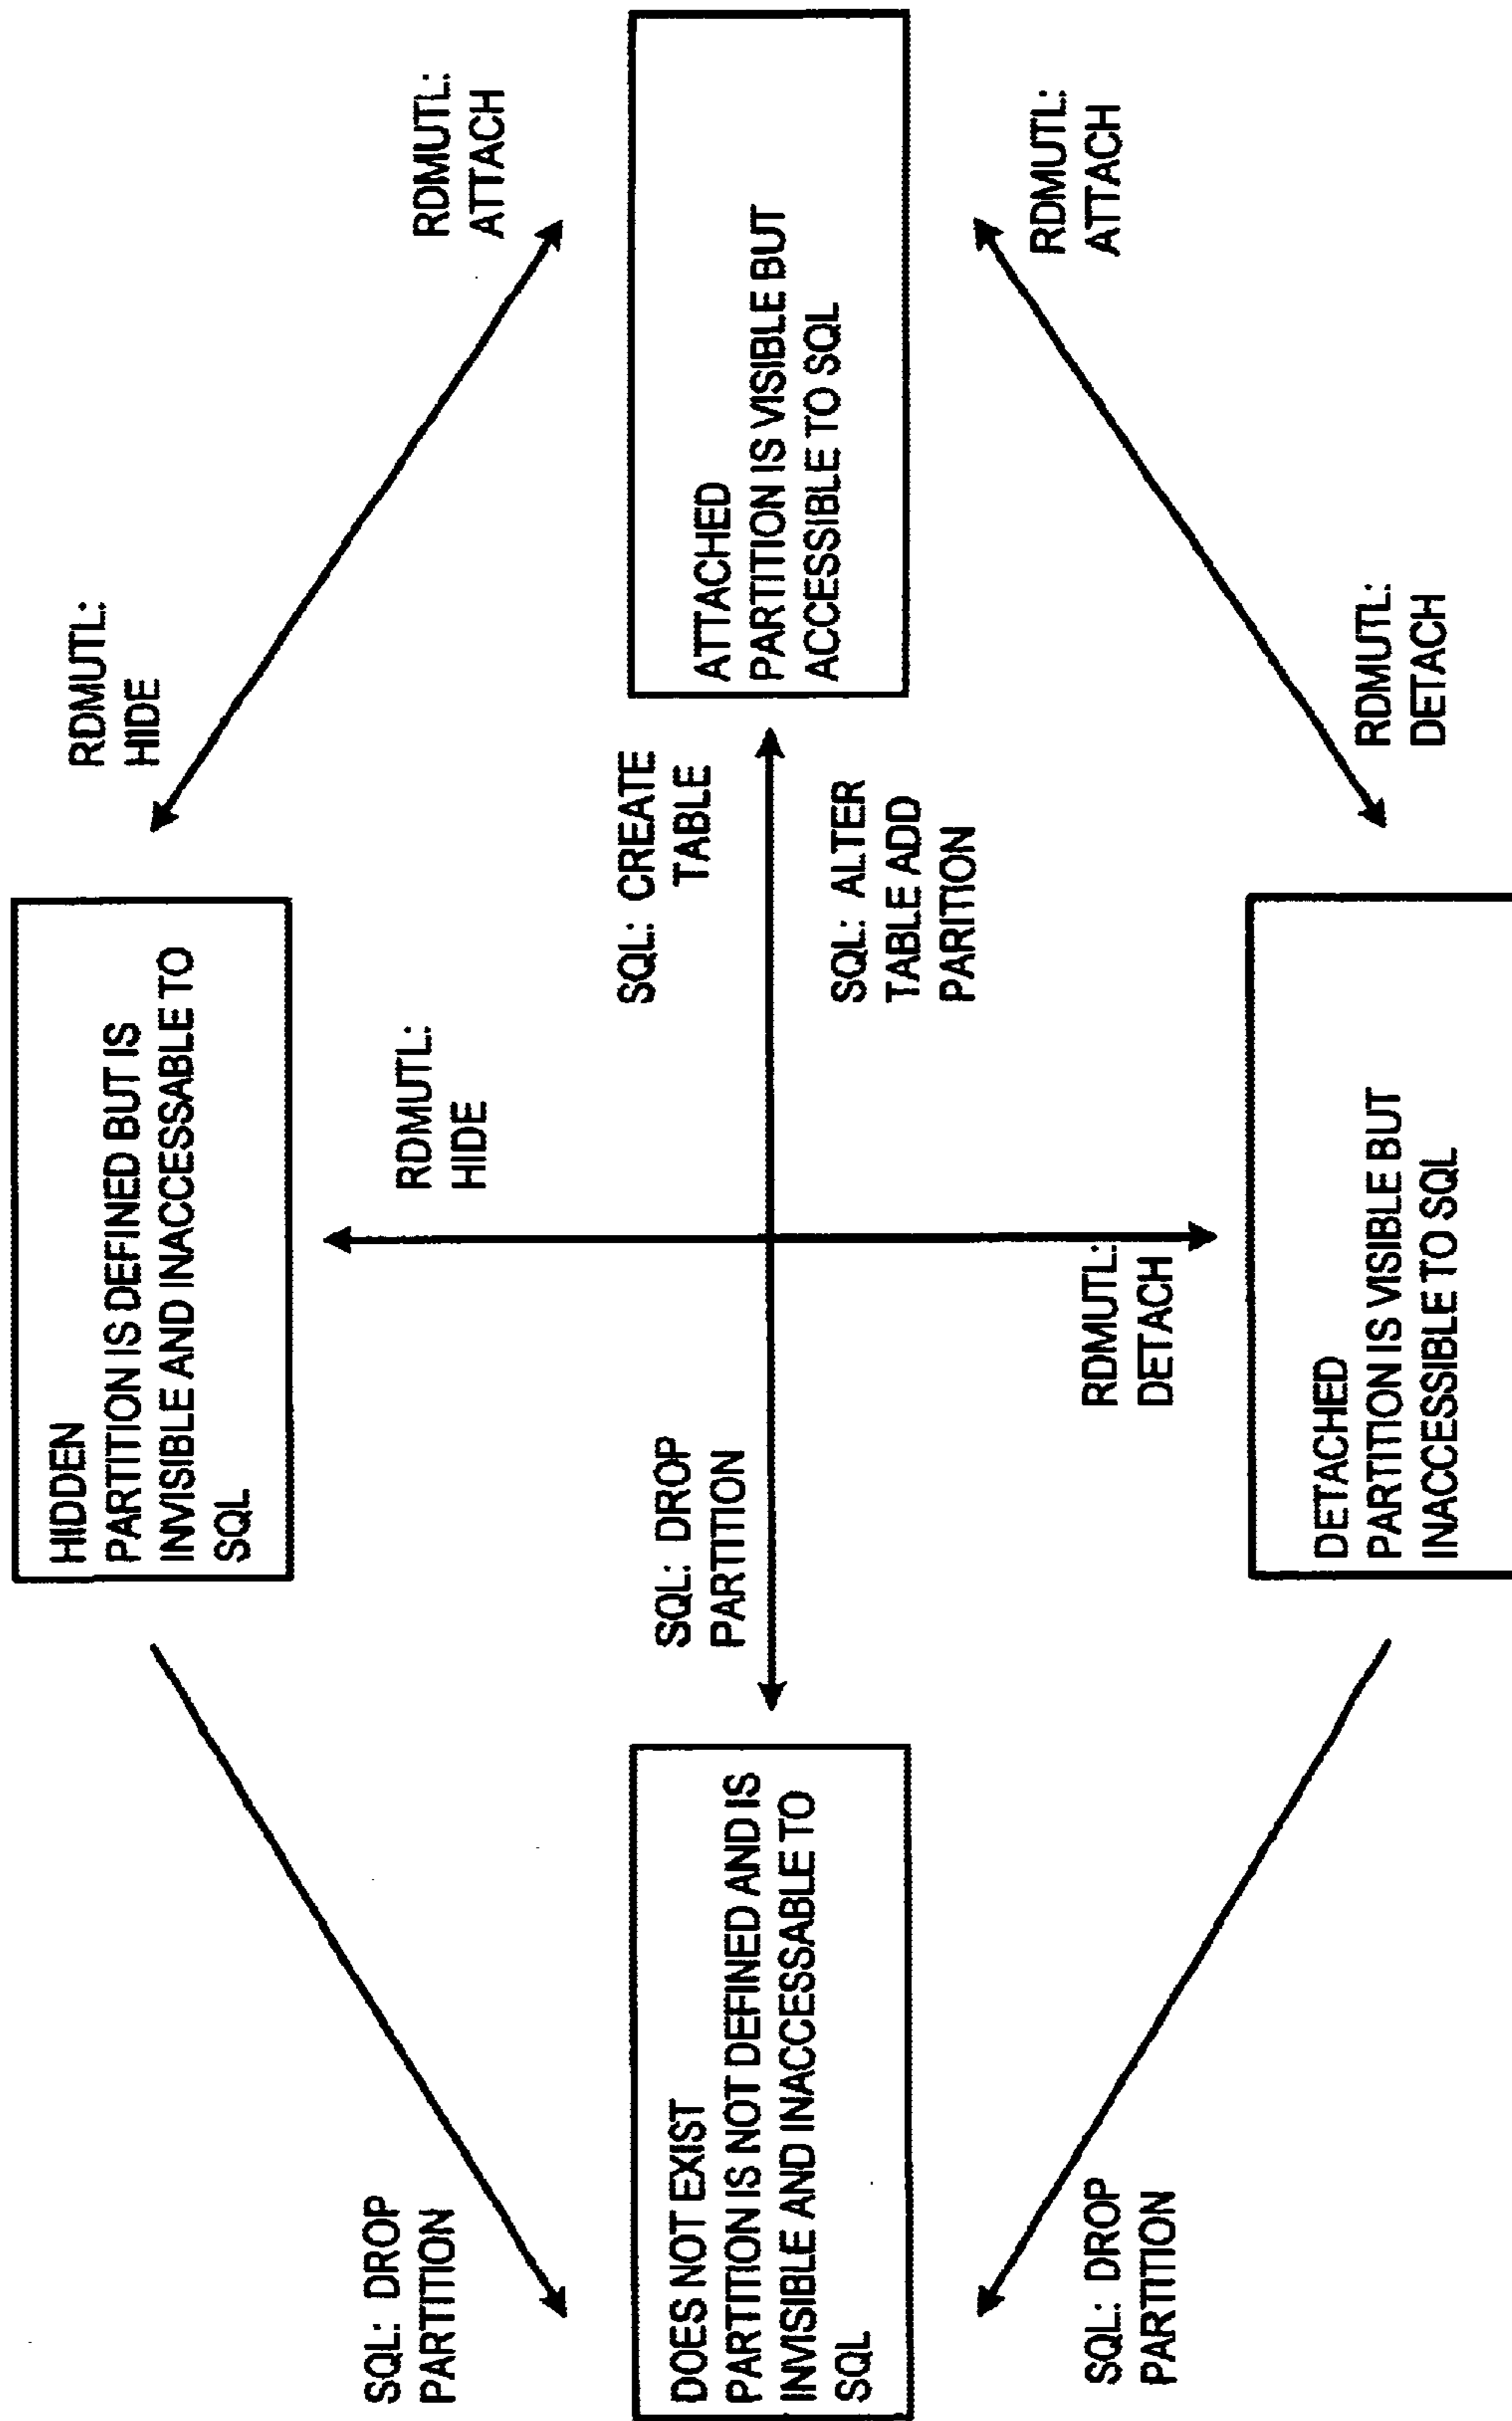 HIDDEN
PARTITION IS DEFINED BUT IS
INVISIBLE AND INACCESSABLE TO
SQL
RDMUTL:
HIDE
SQL: DROP
PARTITION
RDMUTL:
HIDE
RDMUTL:
ATTACH
DOES NOT EXIST
PARTITION IS NOT DEFINED AND IS
INVISIBLE AND INACCESSABLE TO
SQL
SQL: DROP
PARTITION
SQL: CREATE
TABLE
SQL: ALTER
TABLE ADD
PARITION
ATTACHED
PARTITION IS VISIBLE BUT
ACCESSIBLE TO SQL
SQL: DROP
PARTITION
RDMUTL:
DETACH
RDMUTL:
ATTACH
DETACHED
PARTITION IS VISIBLE BUT
INACCESSIBLE TO SQL
RDMUTL:
DETACH